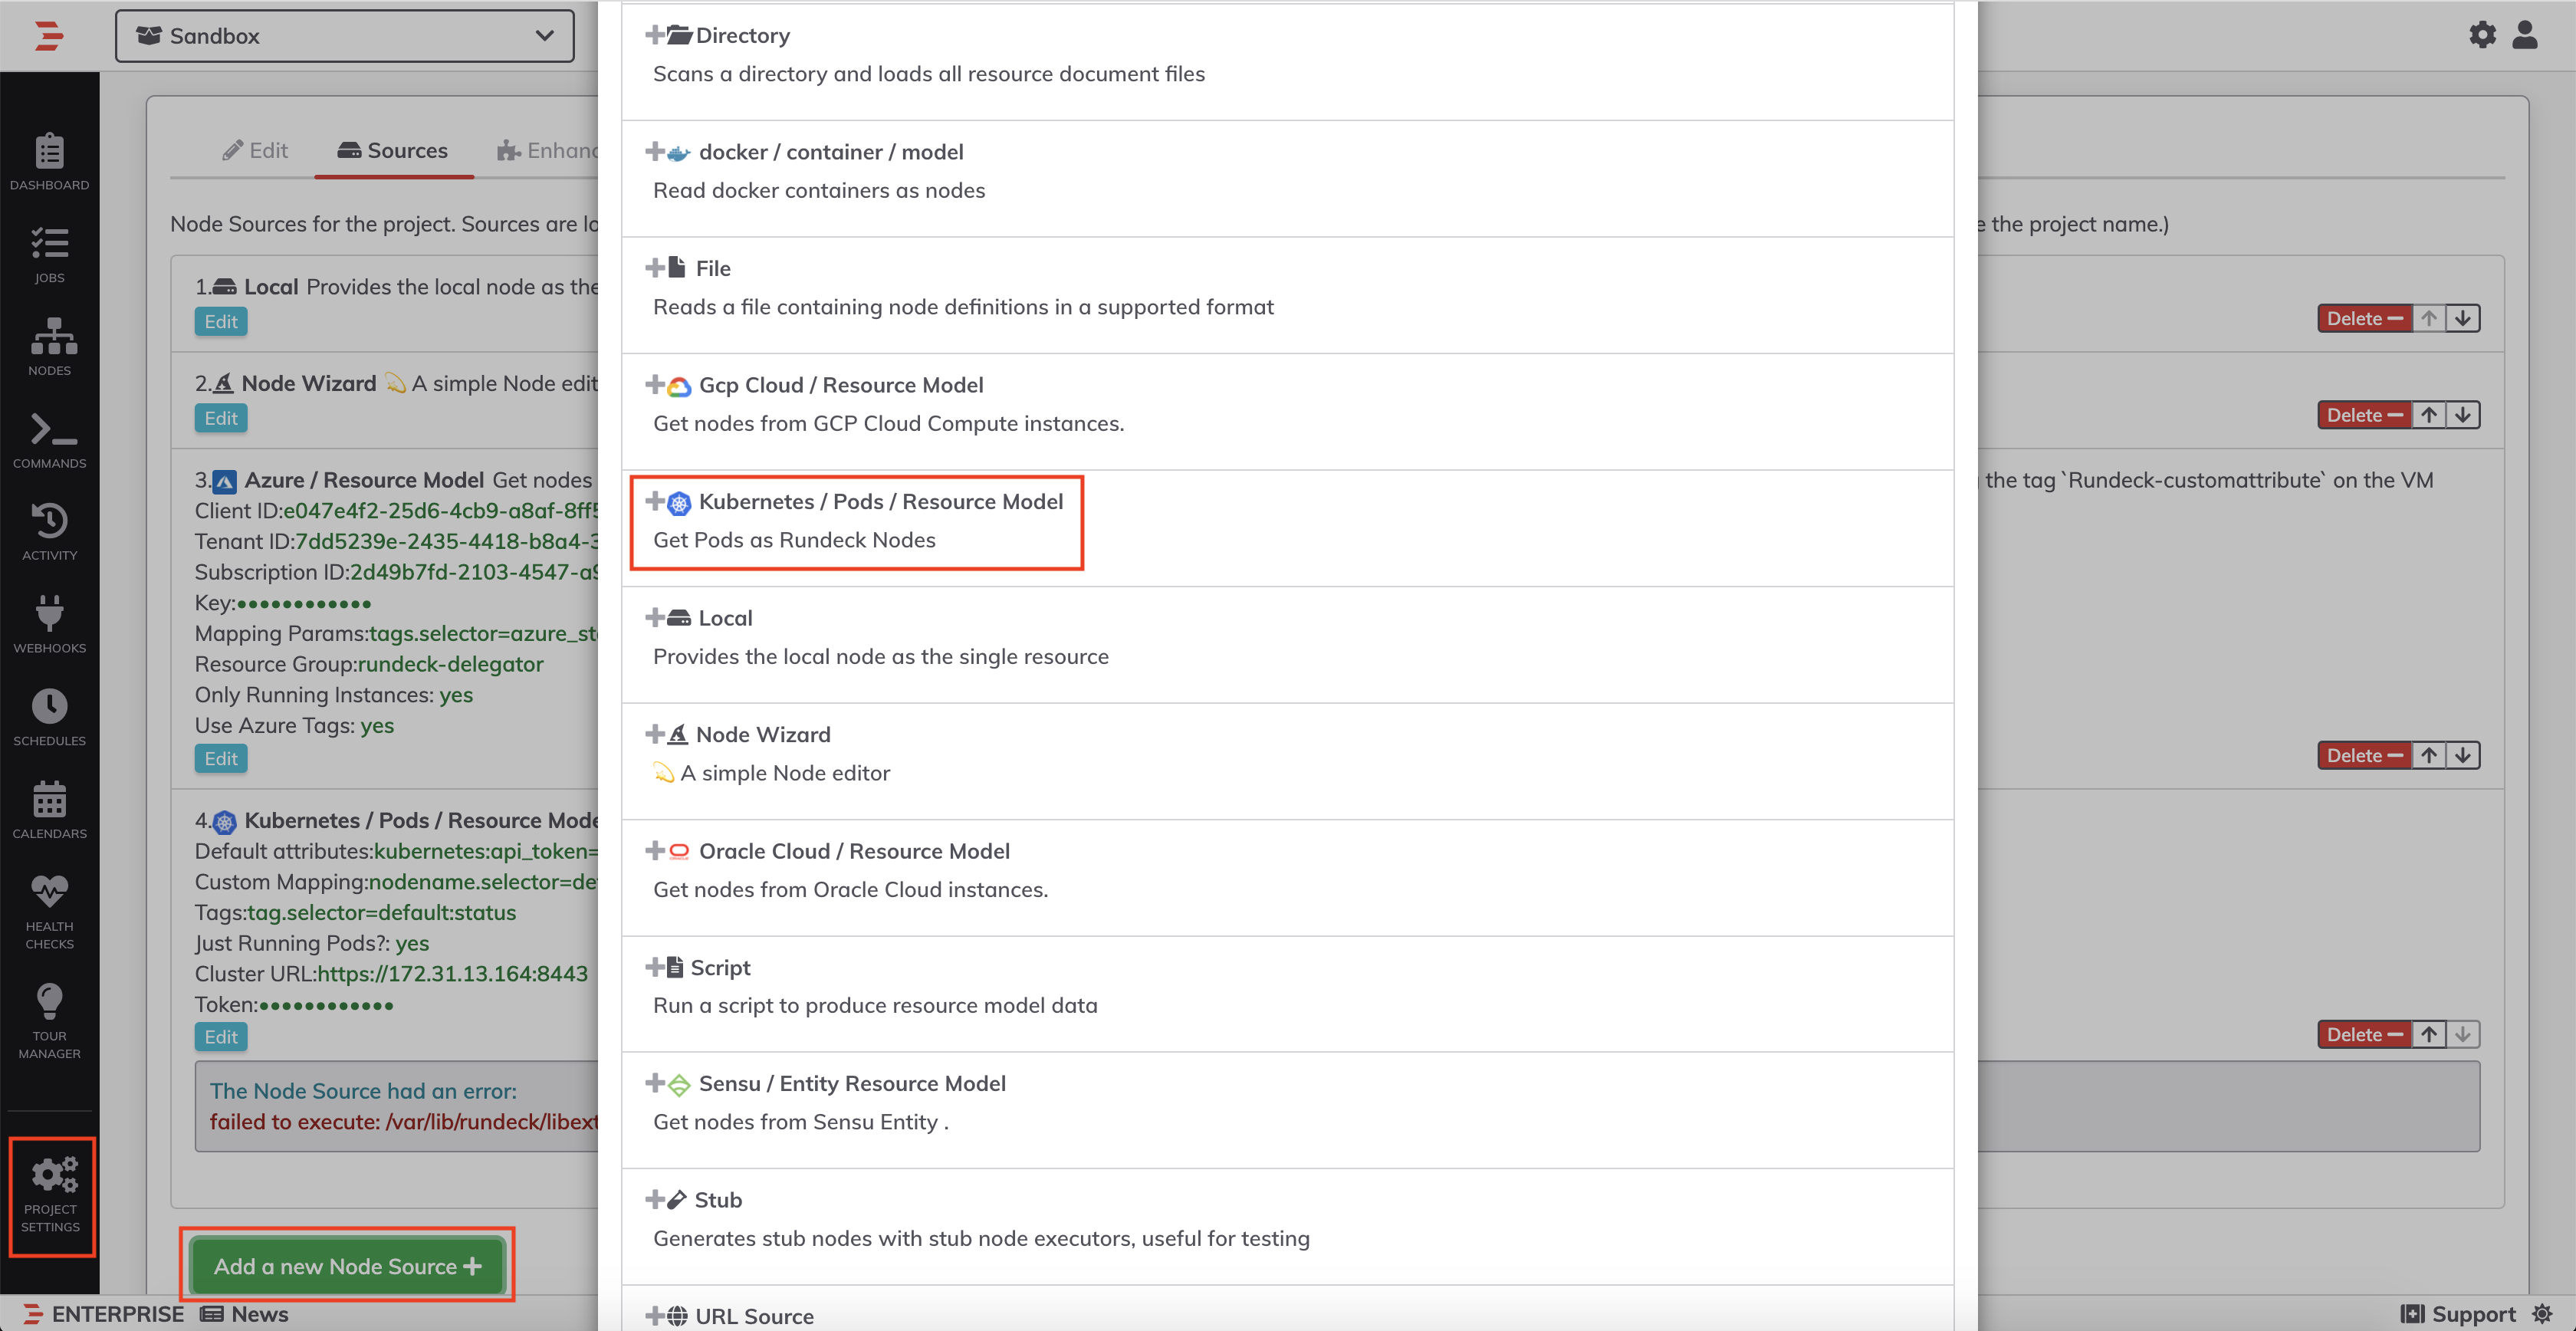 Sandbox
DASHBOARD
JOBS
NODES
COMMANDS
ACTIVITY
WEBHOOKS
SCHEDULES
CALENDARS
HEALTH
CHECKS
TOUR
MANAGER
PROJECT
SETTINGS
Edit
Sources
Enhanc
Node Sources for the project. Sources are lo
e the project name.)
1. Local Provides the local node as the
Edit
Delete
2. Node Wizard 💫 A simple Node edit
Edit
Delete
3. Azure / Resource Model Get nodes
the tag `Rundeck-customattribute` on the VM
Client ID:e047e4f2-25d6-4cb9-a8af-8ff5
Tenant ID:7dd5239e-2435-4418-b8a4-3
Subscription ID:2d49b7fd-2103-4547-a9
Key:••••••••••••
Mapping Params:tags.selector=azure_st
Resource Group:rundeck-delegator
Only Running Instances: yes
Use Azure Tags: yes
Edit
Delete
4. Kubernetes / Pods / Resource Mode
Default attributes:kubernetes:api_token=
Custom Mapping:nodename.selector=de
Tags:tag.selector=default:status
Just Running Pods?: yes
Cluster URL:https://172.31.13.164:8443
Token:••••••••••••
Edit
Delete
The Node Source had an error:
failed to execute: /var/lib/rundeck/libext
Add a new Node Source
Directory
Scans a directory and loads all resource document files
docker / container / model
Read docker containers as nodes
File
Reads a file containing node definitions in a supported format
Gcp Cloud / Resource Model
Get nodes from GCP Cloud Compute instances.
Kubernetes / Pods / Resource Model
Get Pods as Rundeck Nodes
Local
Provides the local node as the single resource
Node Wizard
💫 A simple Node editor
Oracle Cloud / Resource Model
Get nodes from Oracle Cloud instances.
Script
Run a script to produce resource model data
Sensu / Entity Resource Model
Get nodes from Sensu Entity .
Stub
Generates stub nodes with stub node executors, useful for testing
URL Source
ENTERPRISE
News
Support